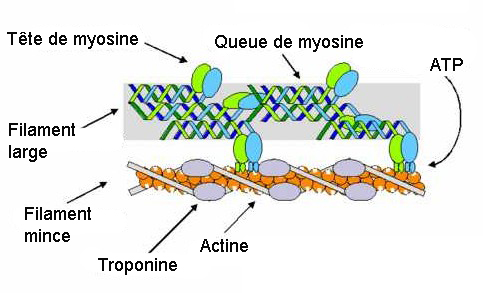 Tête de myosine
Queue de myosine
ATP
Filament
large
Filament
mince
Actine
Troponine